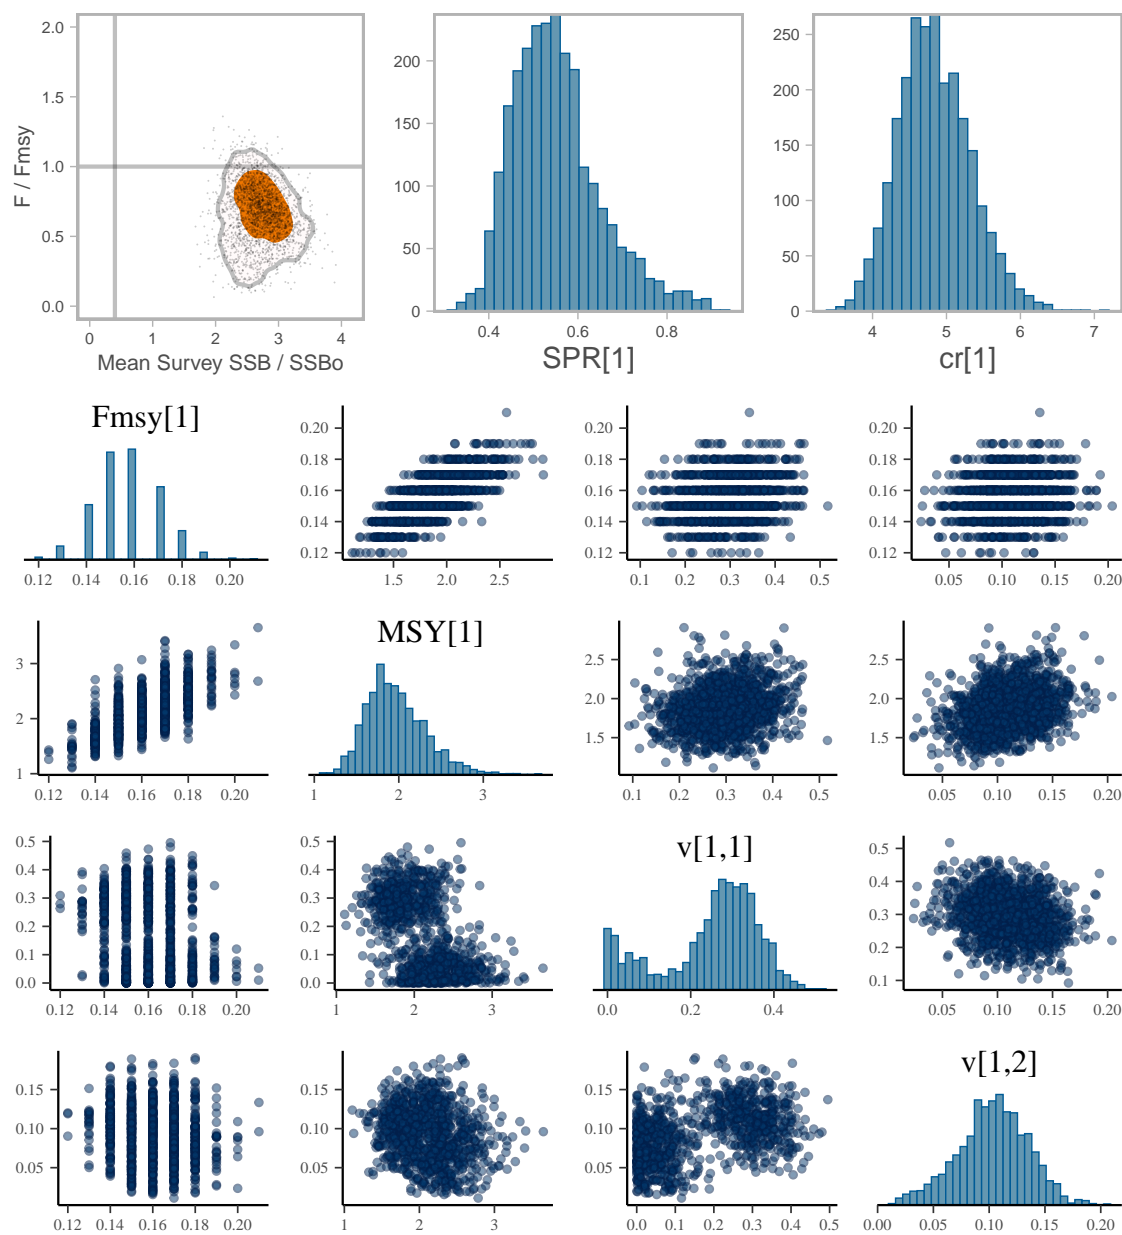 2.0
1.5
1.0
0.5
0.0
F / Fmsy
0 1 2 3 4
Mean Survey SSB / SSBo
200
150
100
50
0
0.4 0.6 0.8
SPR[1]
250
200
150
100
50
0
4 5 6 7
cr[1]
Fmsy[1]
0.12 0.14 0.16 0.18 0.20
0.20
0.18
0.16
0.14
0.12
1.5 2.0 2.5
0.20
0.18
0.16
0.14
0.12
0.1 0.2 0.3 0.4 0.5
0.20
0.18
0.16
0.14
0.12
0.05 0.10 0.15 0.20
3
2
1
0.12 0.14 0.16 0.18 0.20
MSY[1]
1 2 3
2.5
2.0
1.5
0.1 0.2 0.3 0.4 0.5
2.5
2.0
1.5
0.05 0.10 0.15 0.20
0.5
0.4
0.3
0.2
0.1
0.0
0.12 0.14 0.16 0.18 0.20
0.5
0.4
0.3
0.2
0.1
0.0
1 2 3
v[1,1]
0.0 0.2 0.4
0.5
0.4
0.3
0.2
0.1
0.05 0.10 0.15 0.20
0.15
0.10
0.05
0.12 0.14 0.16 0.18 0.20
0.15
0.10
0.05
1 2 3
0.15
0.10
0.05
0.0 0.1 0.2 0.3 0.4 0.5
v[1,2]
0.00 0.05 0.10 0.15 0.20